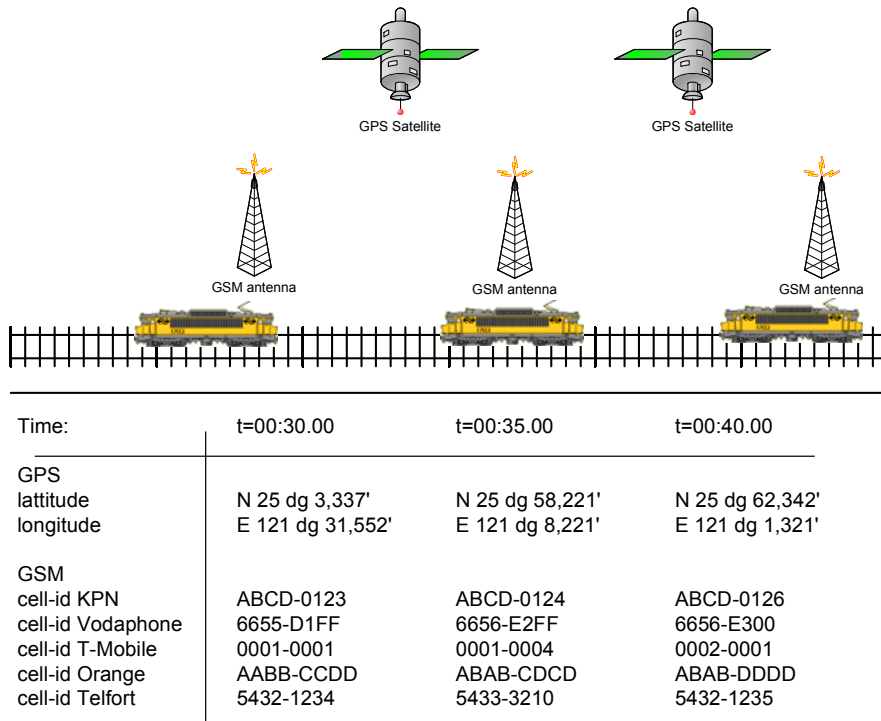 GPS Satellite GPS Satellite
GSM antenna GSM antenna GSM antenna
1703 1703 1703
Time: t=00:30.00 t=00:35.00 t=00:40.00
GPS
lattitude N 25 dg 3,337' N 25 dg 58,221' N 25 dg 62,342'
longitude E 121 dg 31,552' E 121 dg 8,221' E 121 dg 1,321'
GSM
cell-id KPN ABCD-0123 ABCD-0124 ABCD-0126
cell-id Vodaphone 6655-D1FF 6656-E2FF 6656-E300
cell-id T-Mobile 0001-0001 0001-0004 0002-0001
cell-id Orange AABB-CCDD ABAB-CDCD ABAB-DDDD
cell-id Telfort 5432-1234 5433-3210 5432-1235